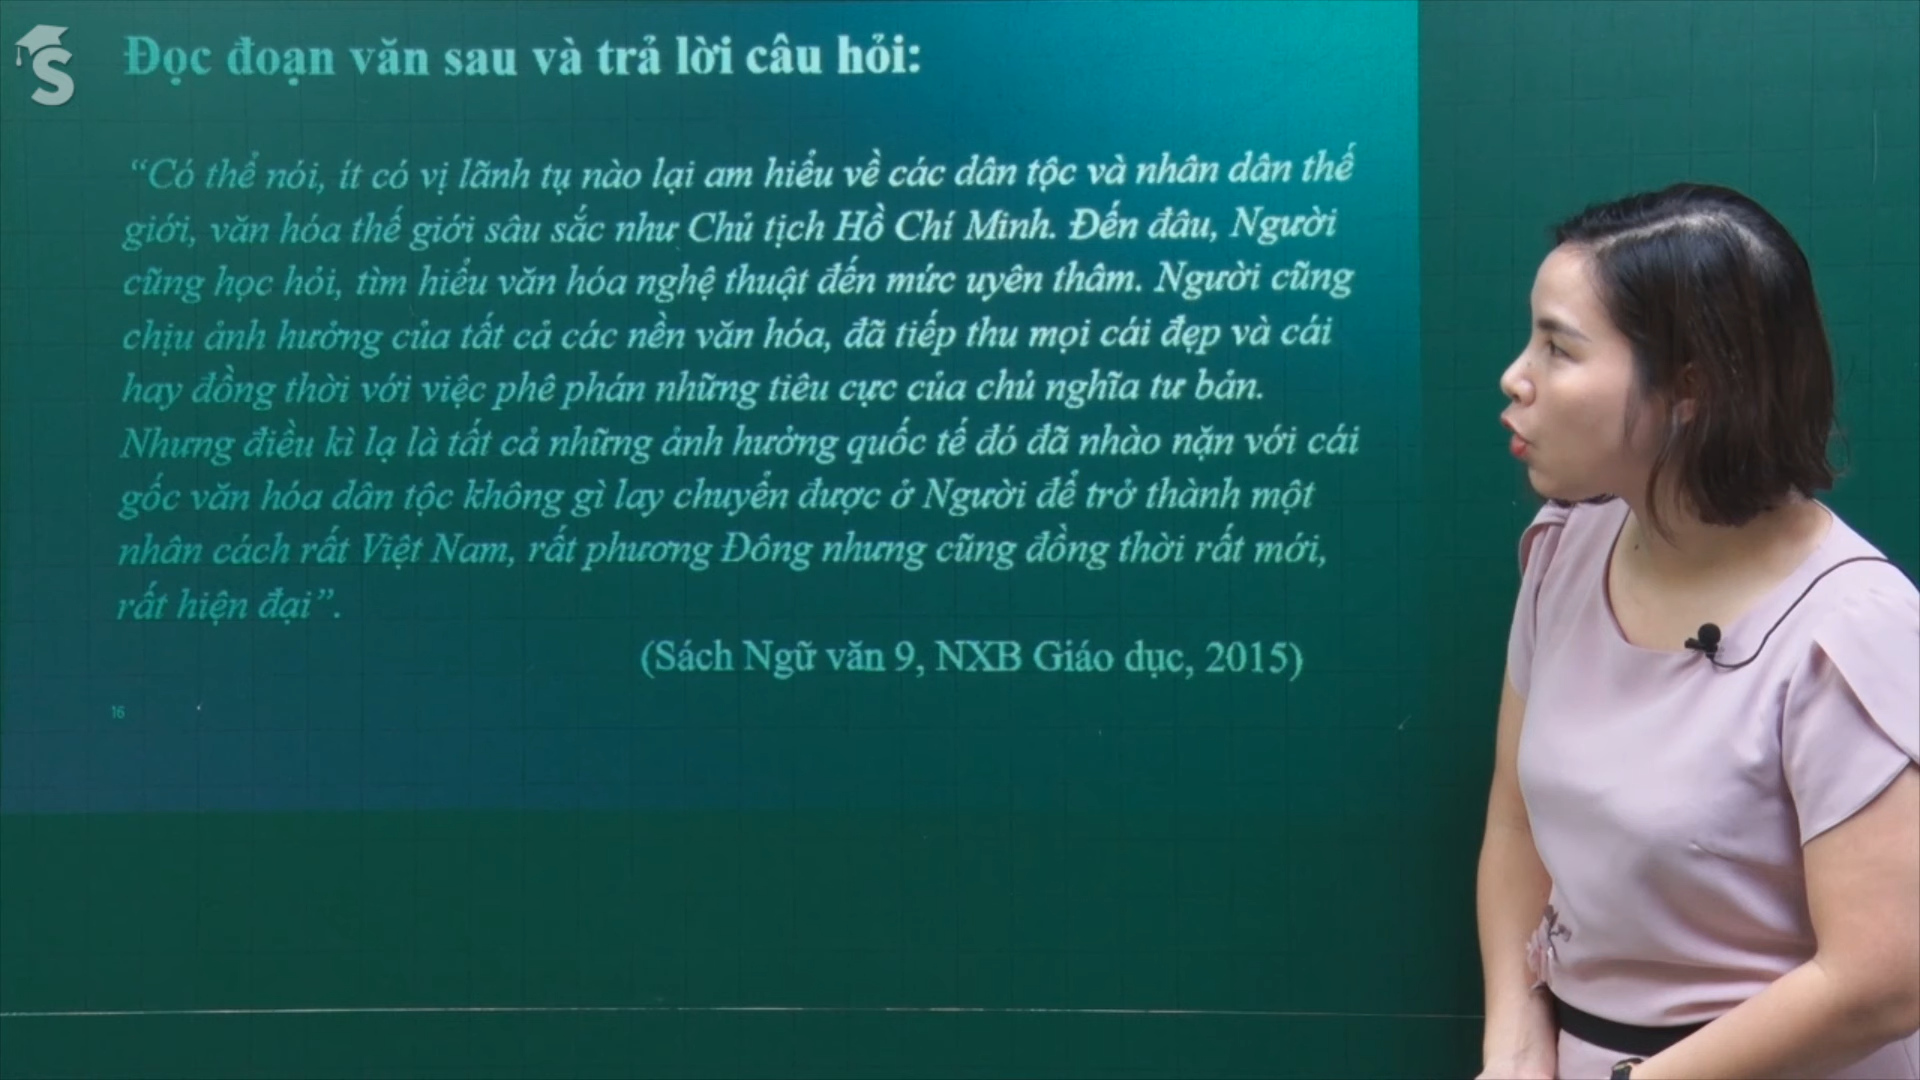 S
Đọc đoạn văn sau và trả lời câu hỏi:
“Có thể nói, ít có vị lãnh tụ nào lại am hiểu về các dân tộc và nhân dân thế
giới, văn hóa thế giới sâu sắc như Chủ tịch Hồ Chí Minh. Đến đâu, Người
cũng học hỏi, tìm hiểu văn hóa nghệ thuật đến mức uyên thâm. Người cũng
chịu ảnh hưởng của tất cả các nền văn hóa, đã tiếp thu mọi cái đẹp và cái
hay đồng thời với việc phê phán những tiêu cực của chủ nghĩa tư bản.
Nhưng điều kì lạ là tất cả những ảnh hưởng quốc tế đó đã nhào nặn với cái
gốc văn hóa dân tộc không gì lay chuyển được ở Người để trở thành một
nhân cách rất Việt Nam, rất phương Đông nhưng cũng đồng thời rất mới,
rất hiện đại”.
(Sách Ngữ văn 9, NXB Giáo dục, 2015)
16